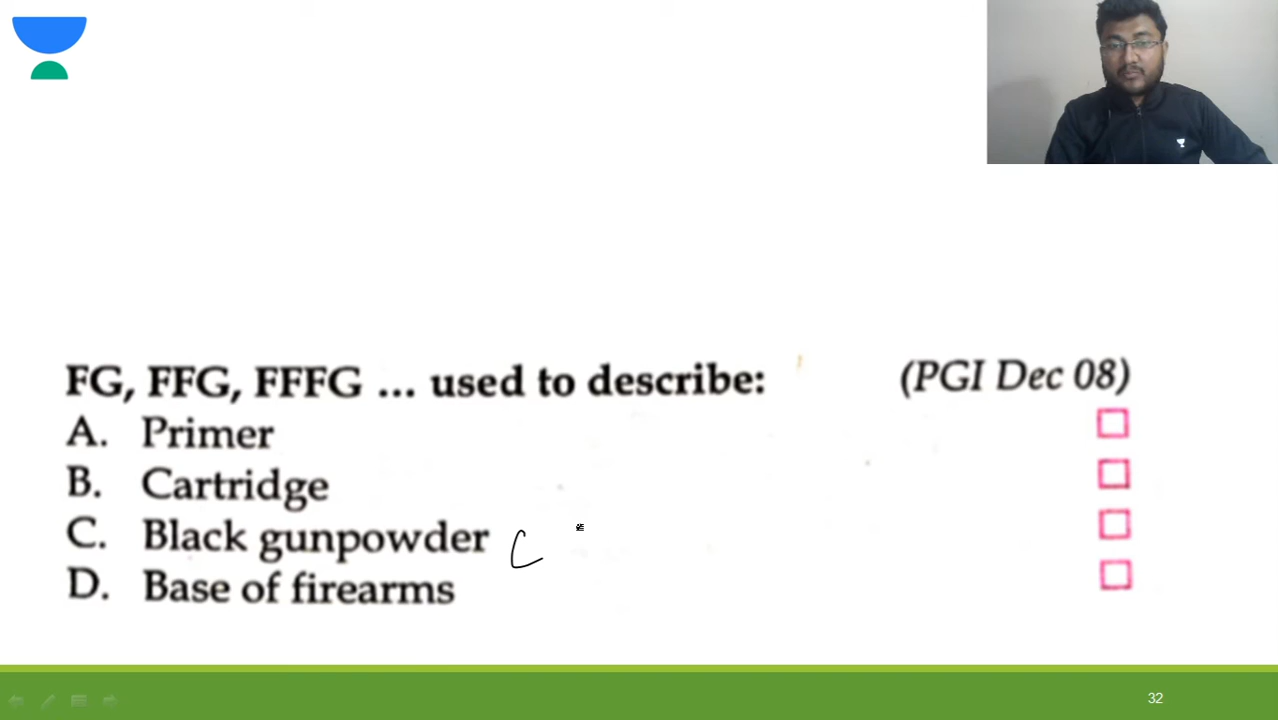 FG, FFG, FFFG ... used to describe: (PGI Dec 08)
A. Primer
B. Cartridge
C. Black gunpowder C
D. Base of firearms
32